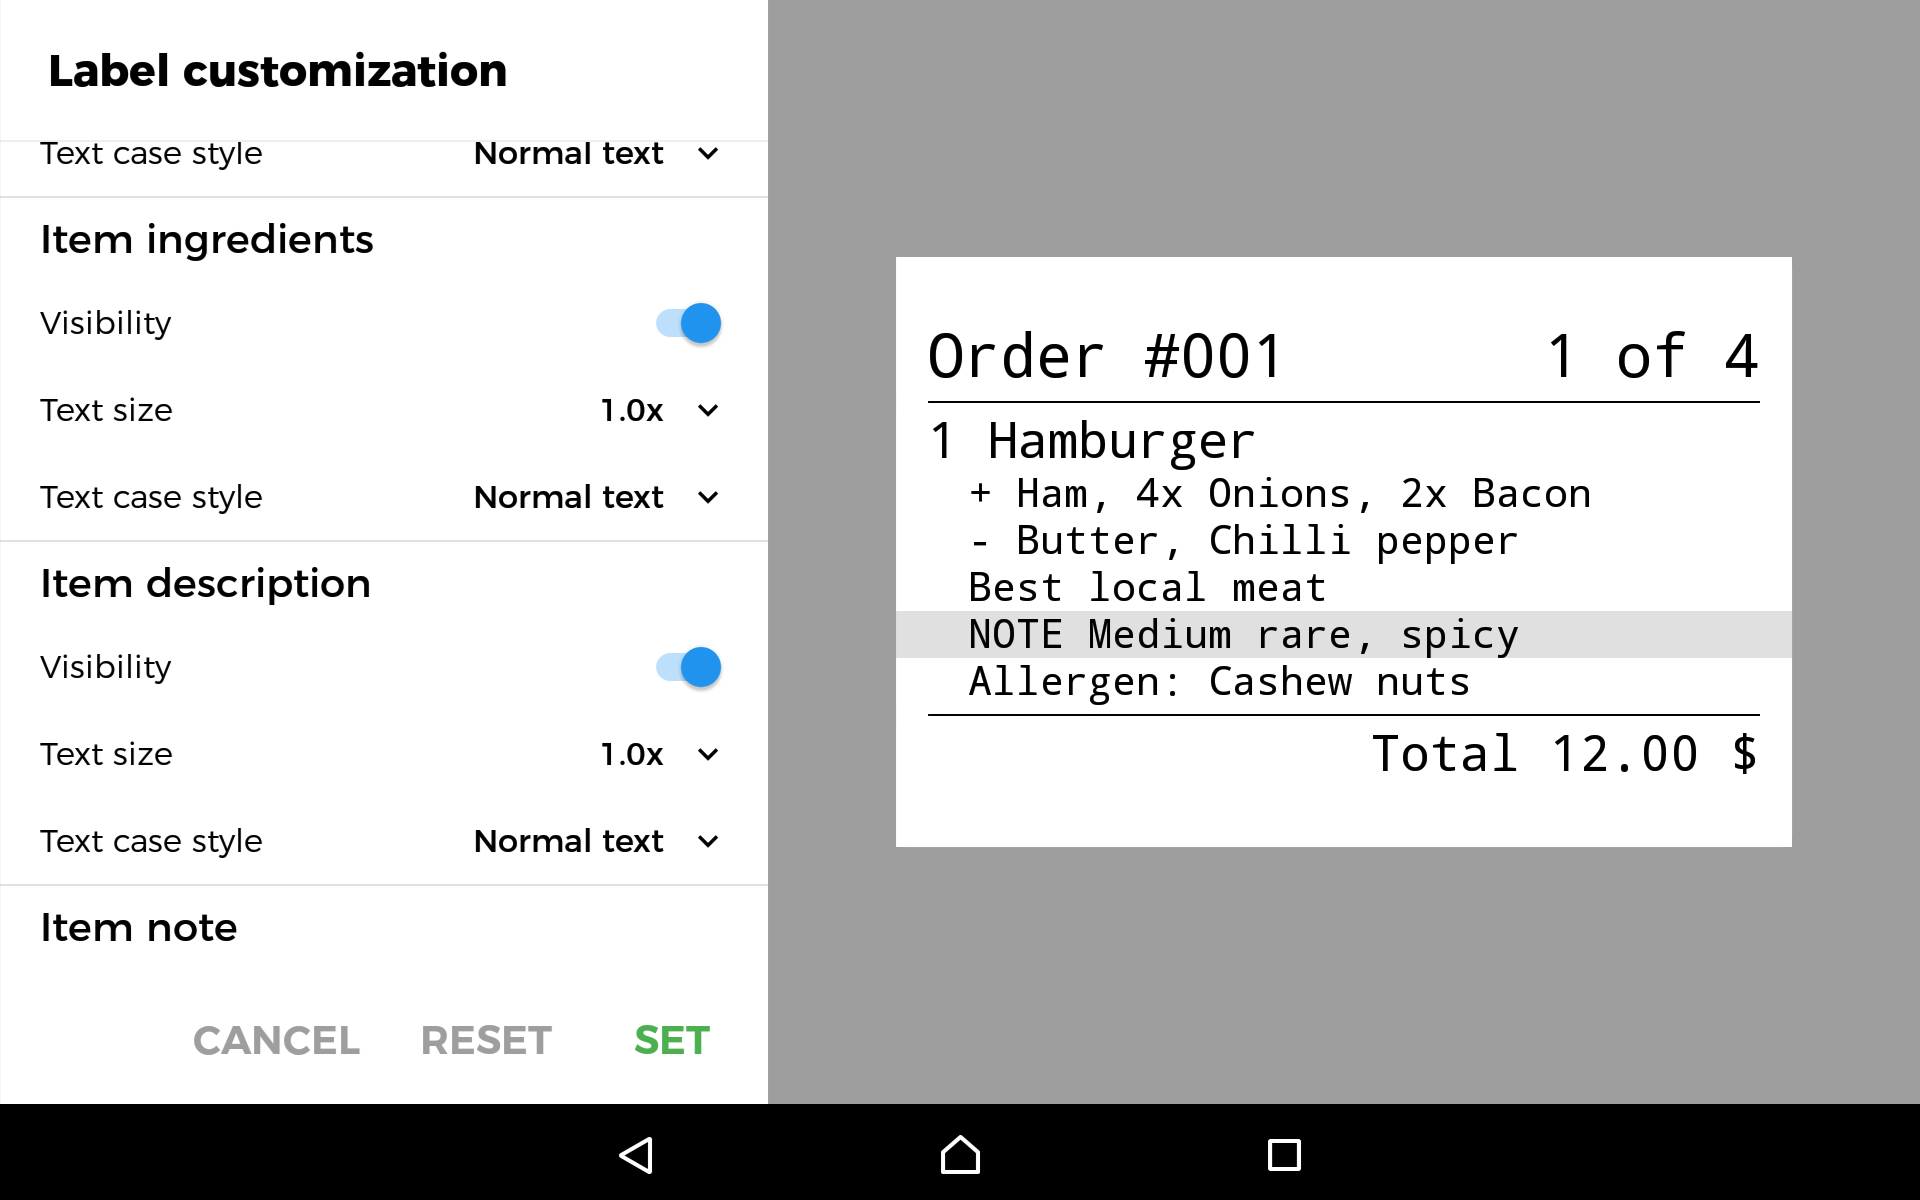 Label customization
Text case style Normal text
Item ingredients
Visibility
Text size 1.0x
Text case style Normal text
Item description
Visibility
Text size 1.0x
Text case style Normal text
Item note
CANCEL RESET SET
Order #001 1 of 4
1 Hamburger
+ Ham, 4x Onions, 2x Bacon
- Butter, Chilli pepper
Best local meat
NOTE Medium rare, spicy
Allergen: Cashew nuts
Total 12.00 $